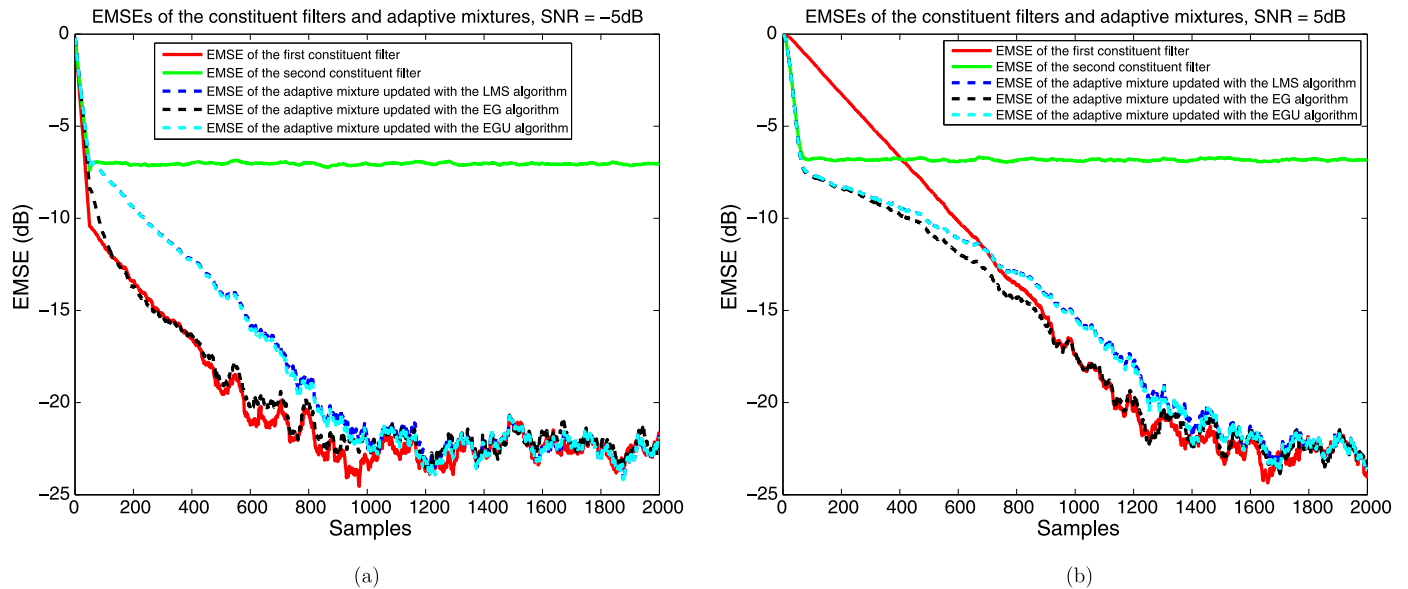 EMSEs of the constituent filters and adaptive mixtures, SNR = −5dB
EMSE of the first constituent filter
EMSE of the second constituent filter
EMSE of the adaptive mixture updated with the LMS algorithm
EMSE of the adaptive mixture updated with the EG algorithm
EMSE of the adaptive mixture updated with the EGU algorithm
0
−5
−10
−15
−20
−25
EMSE (dB)
0 200 400 600 800 1000 1200 1400 1600 1800 2000
Samples
(a)
EMSEs of the constituent filters and adaptive mixtures, SNR = 5dB
EMSE of the first constituent filter
EMSE of the second constituent filter
EMSE of the adaptive mixture updated with the LMS algorithm
EMSE of the adaptive mixture updated with the EG algorithm
EMSE of the adaptive mixture updated with the EGU algorithm
0
−5
−10
−15
−20
−25
EMSE (dB)
0 200 400 600 800 1000 1200 1400 1600 1800 2000
Samples
(b)